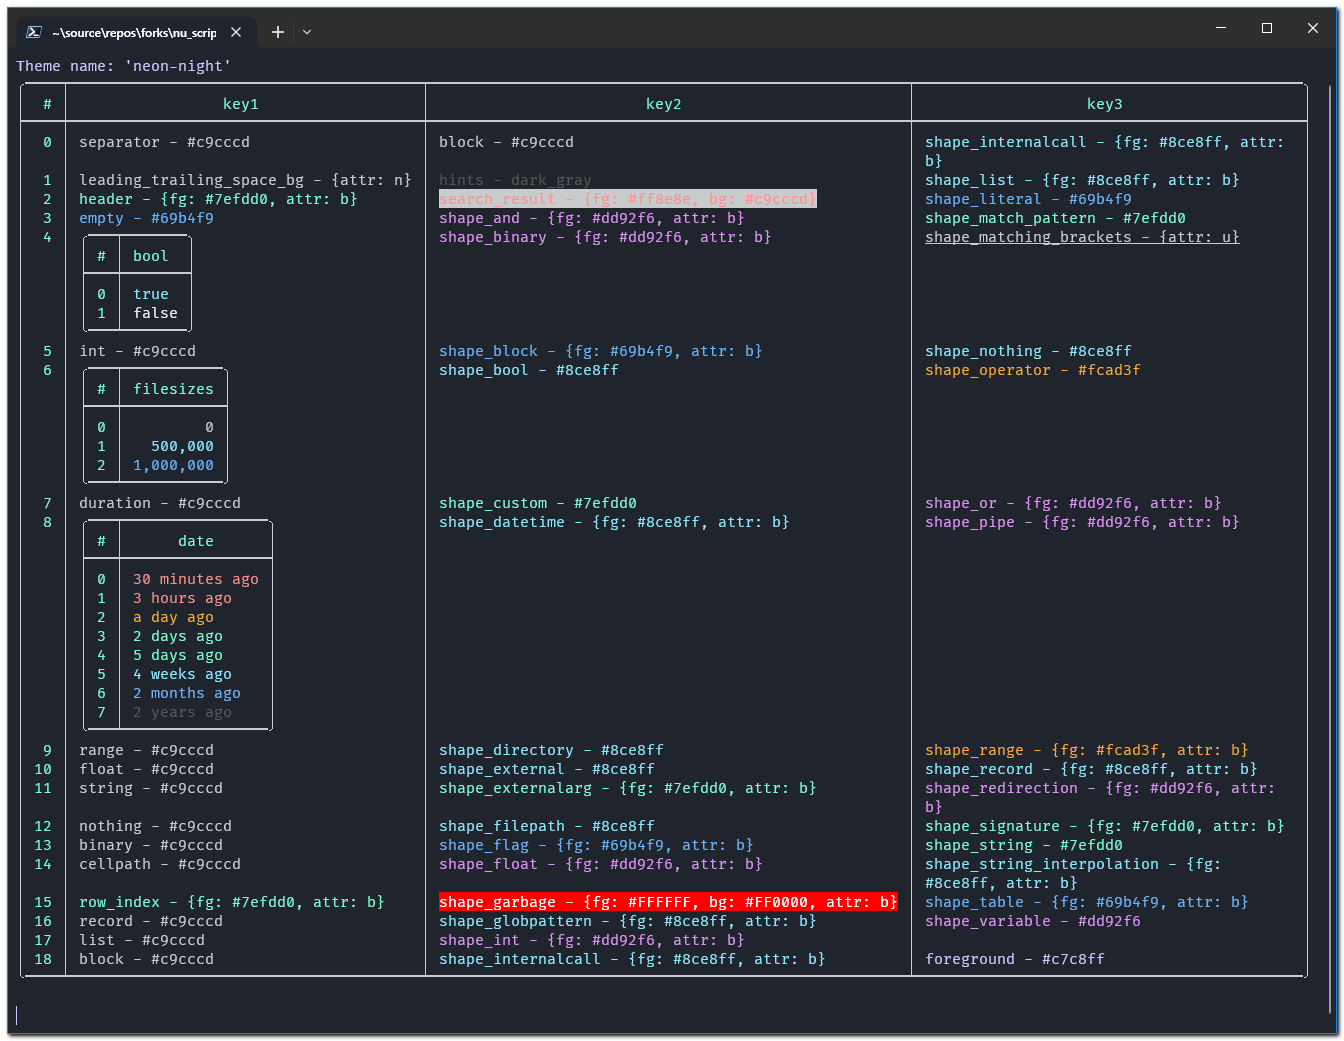 ~\source\repos\forks\nu_scrip
Theme name: 'neon-night'
# key1 key2 key3
0 separator - #c9cccd block - #c9cccd shape_internalcall - {fg: #8ce8ff, attr:
b}
1 leading_trailing_space_bg - {attr: n} hints - dark_gray shape_list - {fg: #8ce8ff, attr: b}
2 header - {fg: #7efdd0, attr: b} search_result - {fg: #ff8e8e, bg: #c9cccd} shape_literal - #69b4f9
3 empty - #69b4f9 shape_and - {fg: #dd92f6, attr: b} shape_match_pattern - #7efdd0
4 shape_binary - {fg: #dd92f6, attr: b} shape_matching_brackets - {attr: u}
# bool
0 true
1 false
5 int - #c9cccd shape_block - {fg: #69b4f9, attr: b} shape_nothing - #8ce8ff
6 shape_bool - #8ce8ff shape_operator - #fcad3f
# filesizes
0 0
1 500,000
2 1,000,000
7 duration - #c9cccd shape_custom - #7efdd0 shape_or - {fg: #dd92f6, attr: b}
8 shape_datetime - {fg: #8ce8ff, attr: b} shape_pipe - {fg: #dd92f6, attr: b}
# date
0 30 minutes ago
1 3 hours ago
2 a day ago
3 2 days ago
4 5 days ago
5 4 weeks ago
6 2 months ago
7 2 years ago
9 range - #c9cccd shape_directory - #8ce8ff shape_range - {fg: #fcad3f, attr: b}
10 float - #c9cccd shape_external - #8ce8ff shape_record - {fg: #8ce8ff, attr: b}
11 string - #c9cccd shape_externalarg - {fg: #7efdd0, attr: b} shape_redirection - {fg: #dd92f6, attr:
b}
12 nothing - #c9cccd shape_filepath - #8ce8ff shape_signature - {fg: #7efdd0, attr: b}
13 binary - #c9cccd shape_flag - {fg: #69b4f9, attr: b} shape_string - #7efdd0
14 cellpath - #c9cccd shape_float - {fg: #dd92f6, attr: b} shape_string_interpolation - {fg:
#8ce8ff, attr: b}
15 row_index - {fg: #7efdd0, attr: b} shape_garbage - {fg: #FFFFFF, bg: #FF0000, attr: b} shape_table - {fg: #69b4f9, attr: b}
16 record - #c9cccd shape_globpattern - {fg: #8ce8ff, attr: b} shape_variable - #dd92f6
17 list - #c9cccd shape_int - {fg: #dd92f6, attr: b}
18 block - #c9cccd shape_internalcall - {fg: #8ce8ff, attr: b} foreground - #c7c8ff